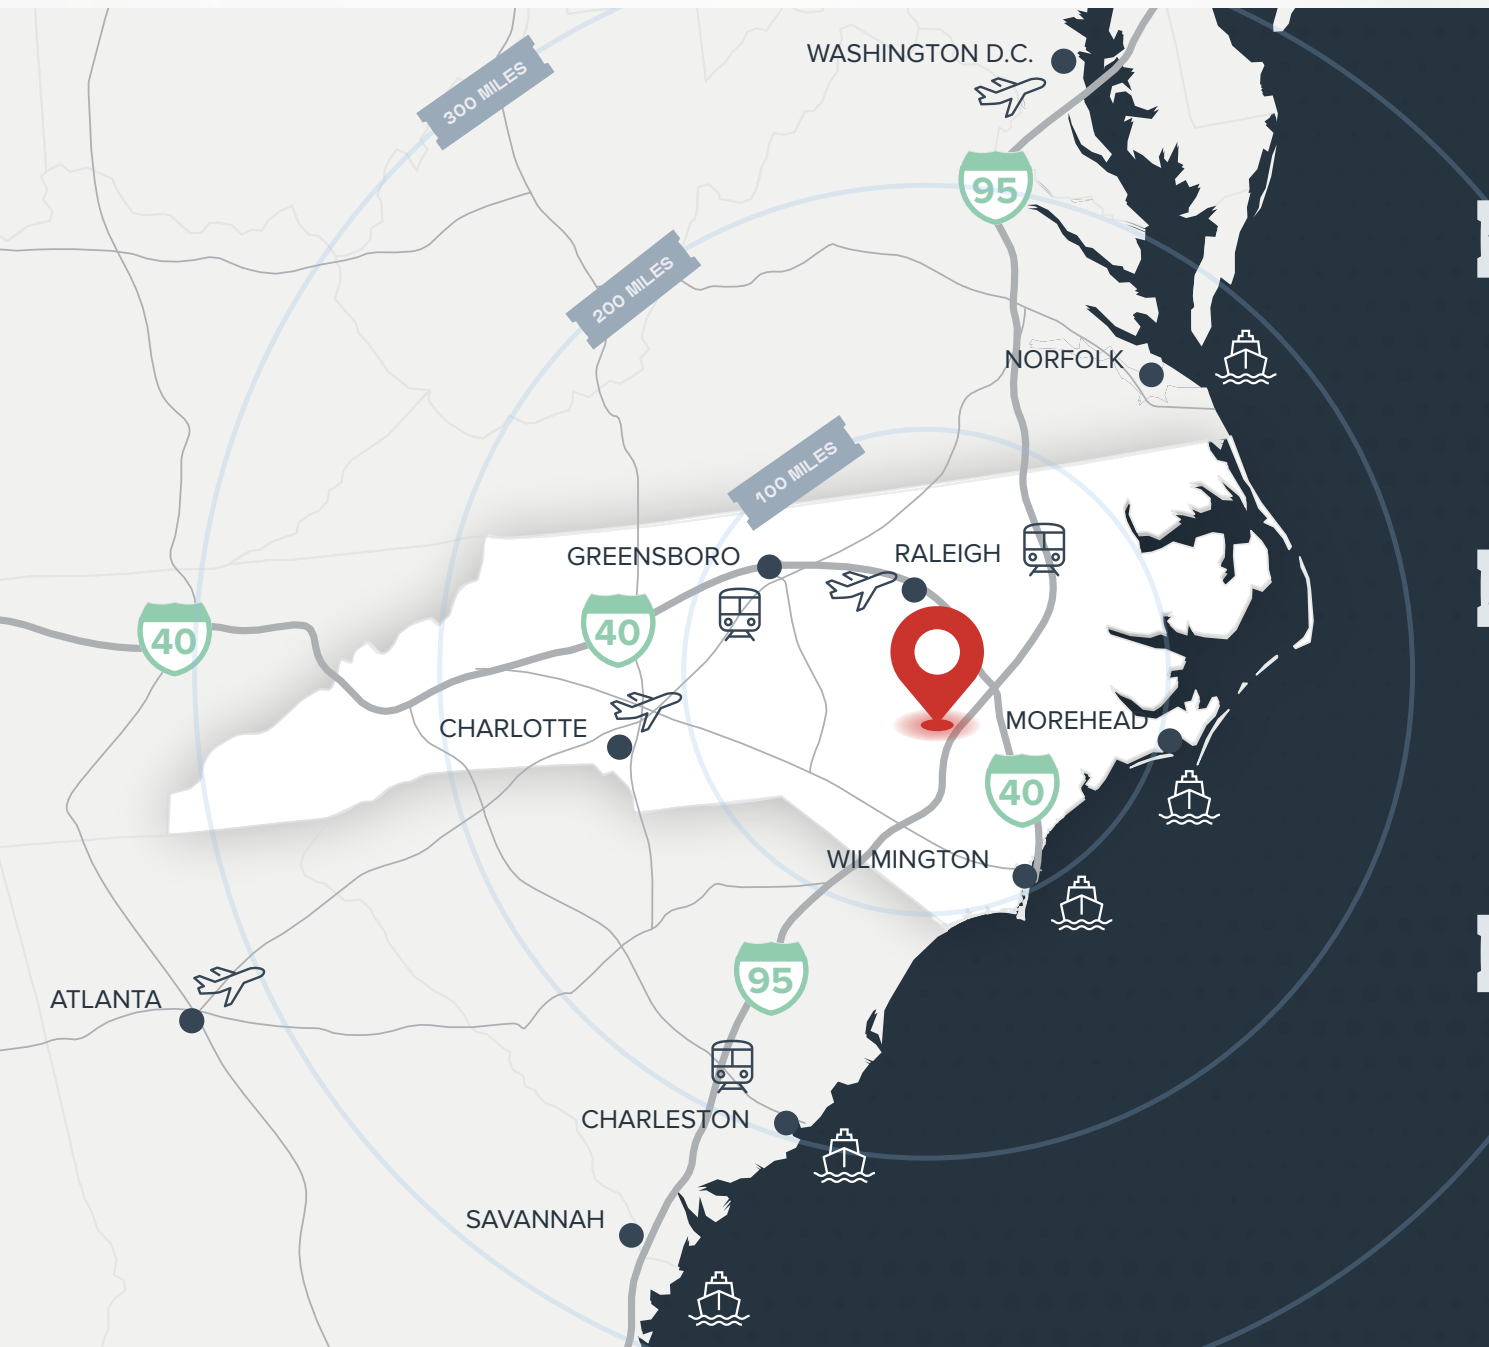 WASHINGTON D.C.
300 MILES
95
200 MILES
NORFOLK
100 MILES
GREENSBORO
RALEIGH
40
40
CHARLOTTE
MOREHEAD
40
WILMINGTON
95
ATLANTA
CHARLESTON
SAVANNAH